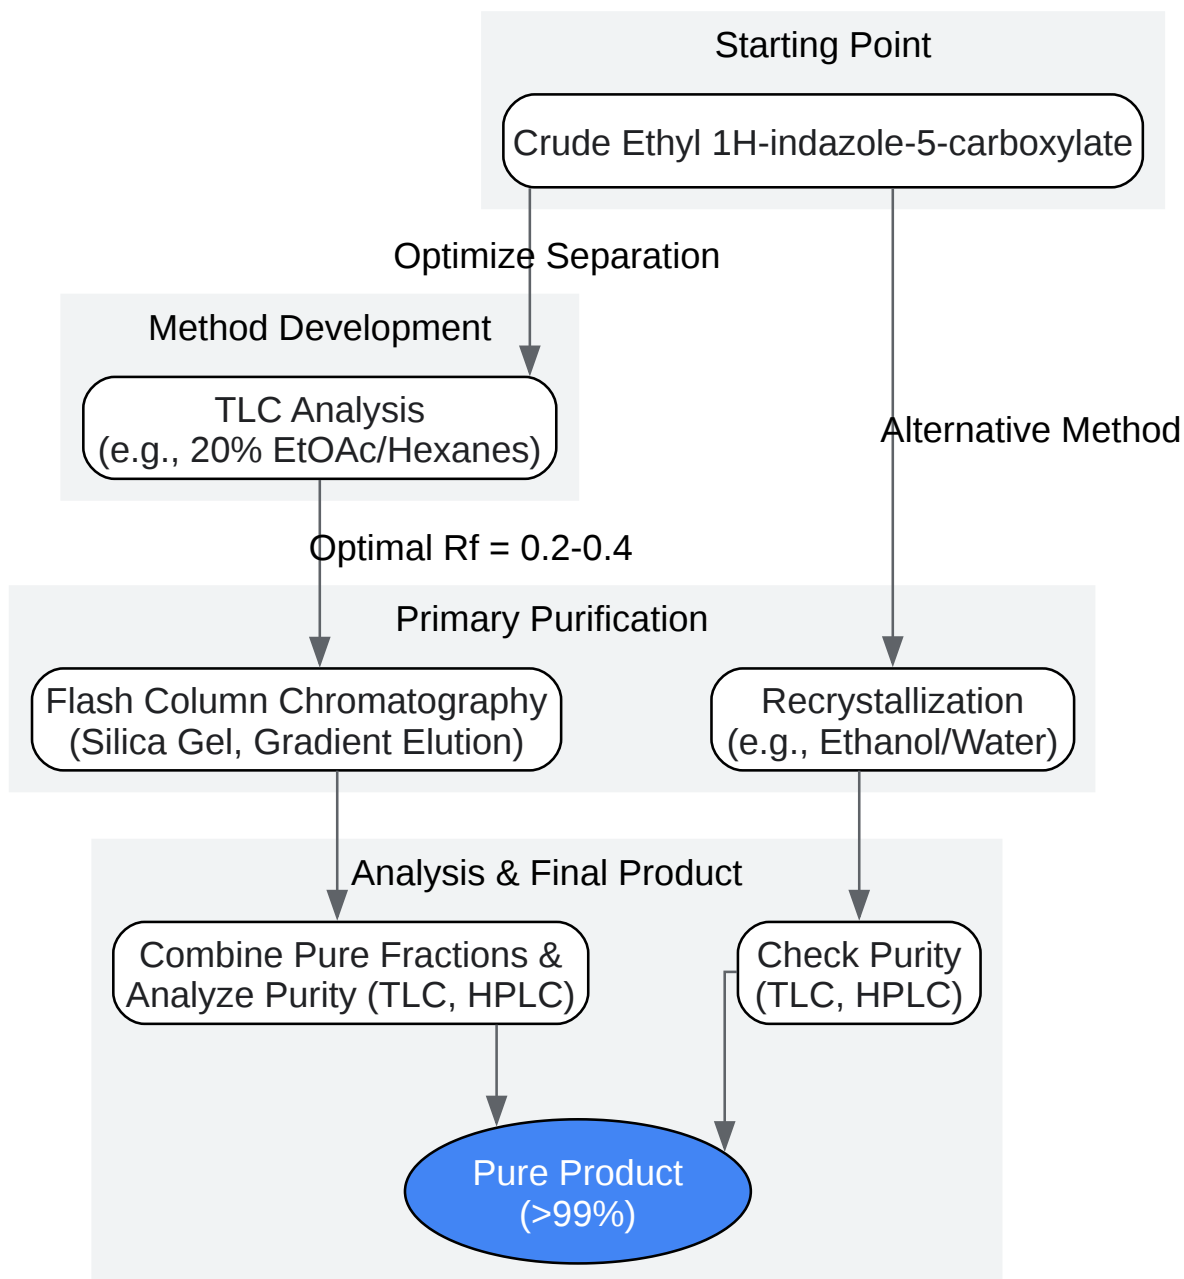 Starting Point
Crude Ethyl 1H-indazole-5-carboxylate
Optimize Separation
Method Development
TLC Analysis
(e.g., 20% EtOAc/Hexanes)
Alternative Method
Optimal Rf = 0.2-0.4
Primary Purification
Flash Column Chromatography
(Silica Gel, Gradient Elution)
Recrystallization
(e.g., Ethanol/Water)
Analysis & Final Product
Combine Pure Fractions &
Analyze Purity (TLC, HPLC)
Check Purity
(TLC, HPLC)
Pure Product
(>99%)